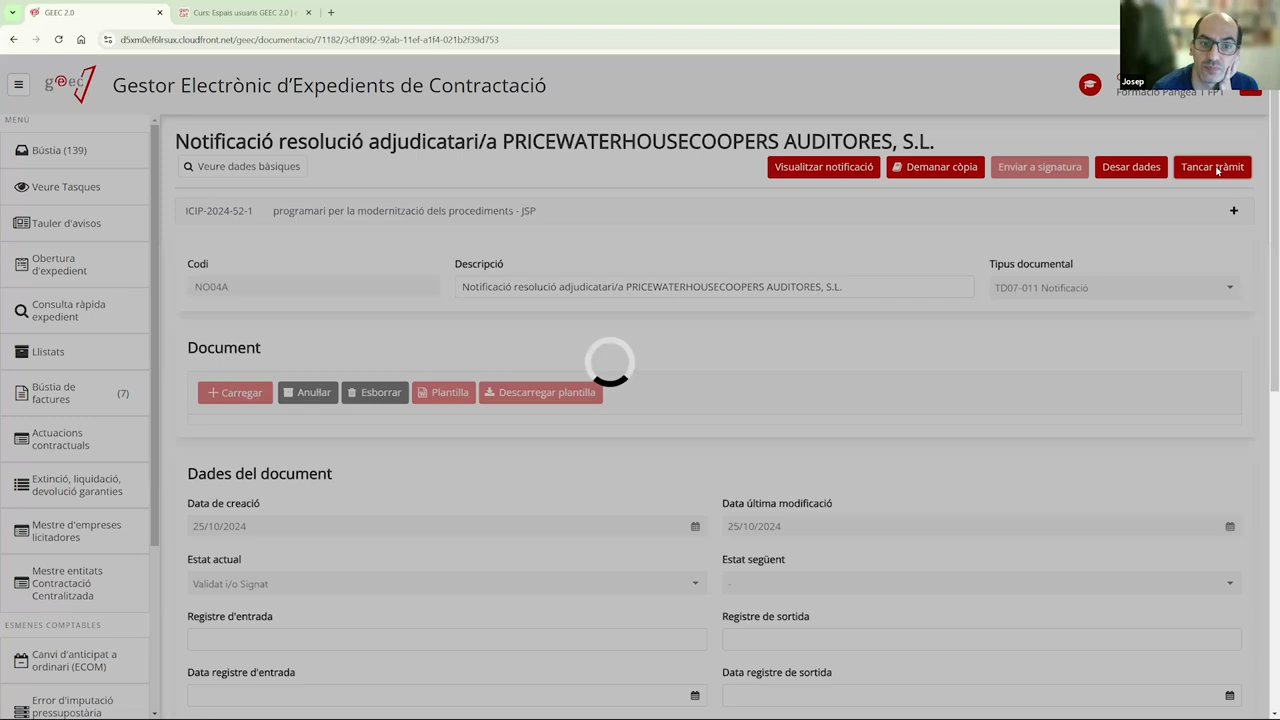 GEEC 2.0
Curs: Espais usuaris GEEC 2.0 |
d5xm0ef6lrsux.cloudfront.net/geec/documentacio/71182/3cf189f2-92ab-11ef-a1f4-021b2f39d753
geec
Gestor Electrònic d'Expedients de Contractació
Josep
Formació Pangea 1 FPT
MENÚ
Bústia (139)
Veure Tasques
Tauler d'avisos
Obertura
d'expedient
Consulta ràpida
expedient
Llistats
Bústia de
factures
(7)
Actuacions
contractuals
Extinció, liquidació,
devolució garanties
Mestre d'empreses
licitadores
Mestre entitats
Contractació
Centralitzada
ESMENES COMPTABLES
Canvi d'anticipat a
ordinari (ECOM)
Error d'imputació
pressupostària
Notificació resolució adjudicatari/a PRICEWATERHOUSECOOPERS AUDITORES, S.L.
Veure dades bàsiques
Visualitzar notificació
Demanar còpia
Enviar a signatura
Desar dades
Tancar tràmit
ICIP-2024-52-1 programari per la modernització dels procediments - JSP
Codi
NO04A
Descripció
Notificació resolució adjudicatari/a PRICEWATERHOUSECOOPERS AUDITORES, S.L.
Tipus documental
TD07-011 Notificació
Document
Carregar
Anul·lar
Esborrar
Plantilla
Descarregar plantilla
Dades del document
Data de creació
25/10/2024
Data última modificació
25/10/2024
Estat actual
Validat i/o Signat
Estat següent
-
Registre d'entrada
Registre de sortida
Data registre d'entrada
Data registre de sortida